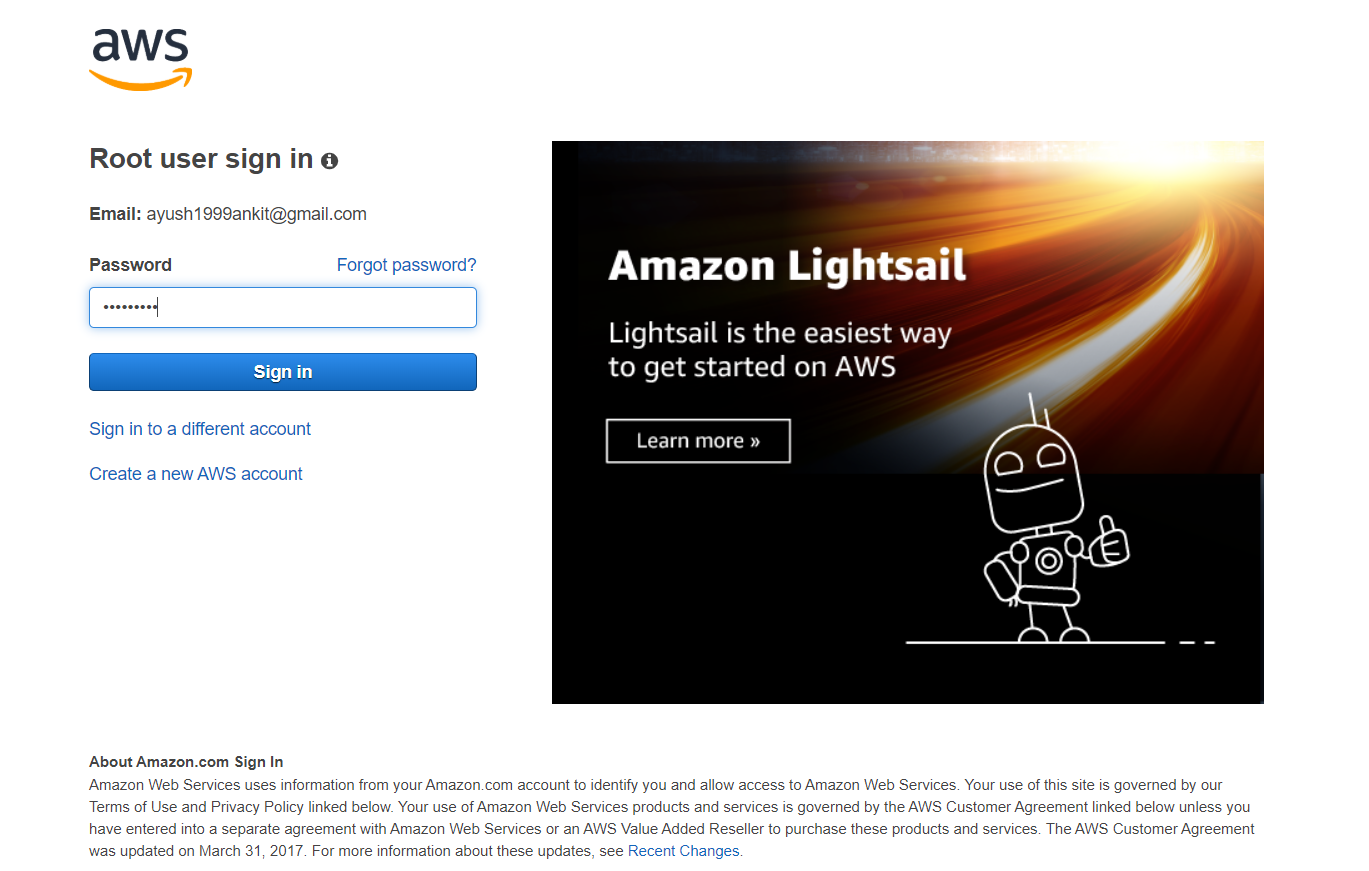 aws
Root user sign in
Email: ayush1999ankit@gmail.com
Password
Forgot password?
•••••••••
Sign in
Sign in to a different account
Create a new AWS account
Amazon Lightsail
Lightsail is the easiest way
to get started on AWS
Learn more »
About Amazon.com Sign In
Amazon Web Services uses information from your Amazon.com account to identify you and allow access to Amazon Web Services. Your use of this site is governed by our
Terms of Use and Privacy Policy linked below. Your use of Amazon Web Services products and services is governed by the AWS Customer Agreement linked below unless you
have entered into a separate agreement with Amazon Web Services or an AWS Value Added Reseller to purchase these products and services. The AWS Customer Agreement
was updated on March 31, 2017. For more information about these updates, see Recent Changes.